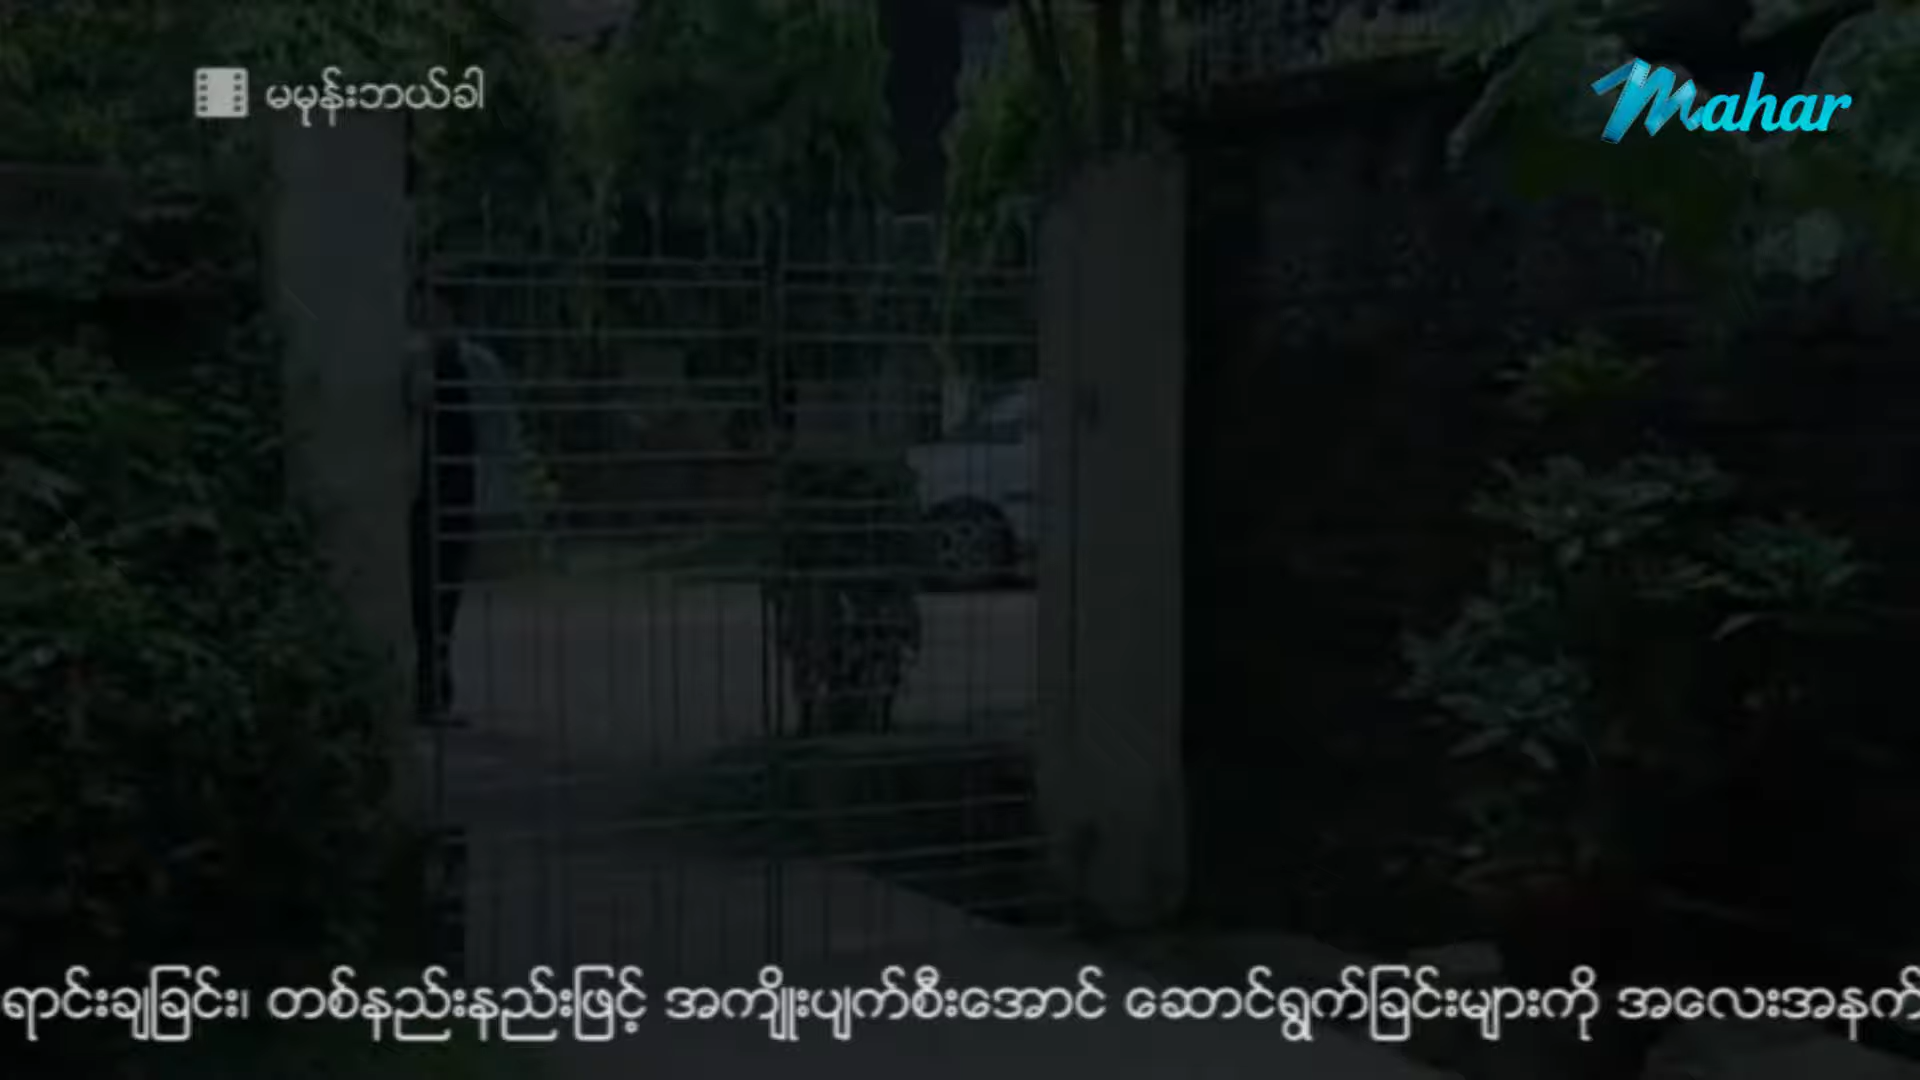 မမုန်းဘယ်ခါ
Mahar
ရောင်းချခြင်း၊ တစ်နည်းနည်းဖြင့် အကျိုးပျက်စီးအောင် ဆောင်ရွက်ခြင်းများကို အလေးအနက်